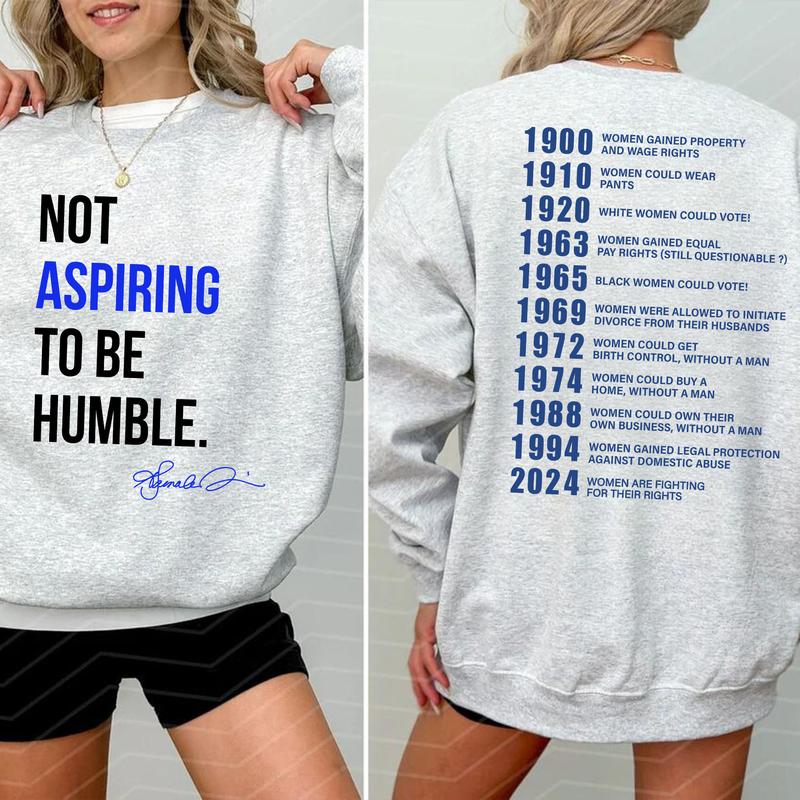 NOT
ASPIRING
TO BE
HUMBLE.
1900 WOMEN GAINED PROPERTY
AND WAGE RIGHTS
1910 WOMEN COULD WEAR
PANTS
1920 WHITE WOMEN COULD VOTE!
1963 WOMEN GAINED EQUAL
PAY RIGHTS (STILL QUESTIONABLE ?)
1965 BLACK WOMEN COULD VOTE!
1969 WOMEN WERE ALLOWED TO INITIATE
DIVORCE FROM THEIR HUSBANDS
1972 WOMEN COULD GET
BIRTH CONTROL, WITHOUT A MAN
1974 WOMEN COULD BUY A
HOME, WITHOUT A MAN
1988 WOMEN COULD OWN THEIR
OWN BUSINESS, WITHOUT A MAN
1994 WOMEN GAINED LEGAL PROTECTION
AGAINST DOMESTIC ABUSE
2024 WOMEN ARE FIGHTING
FOR THEIR RIGHTS